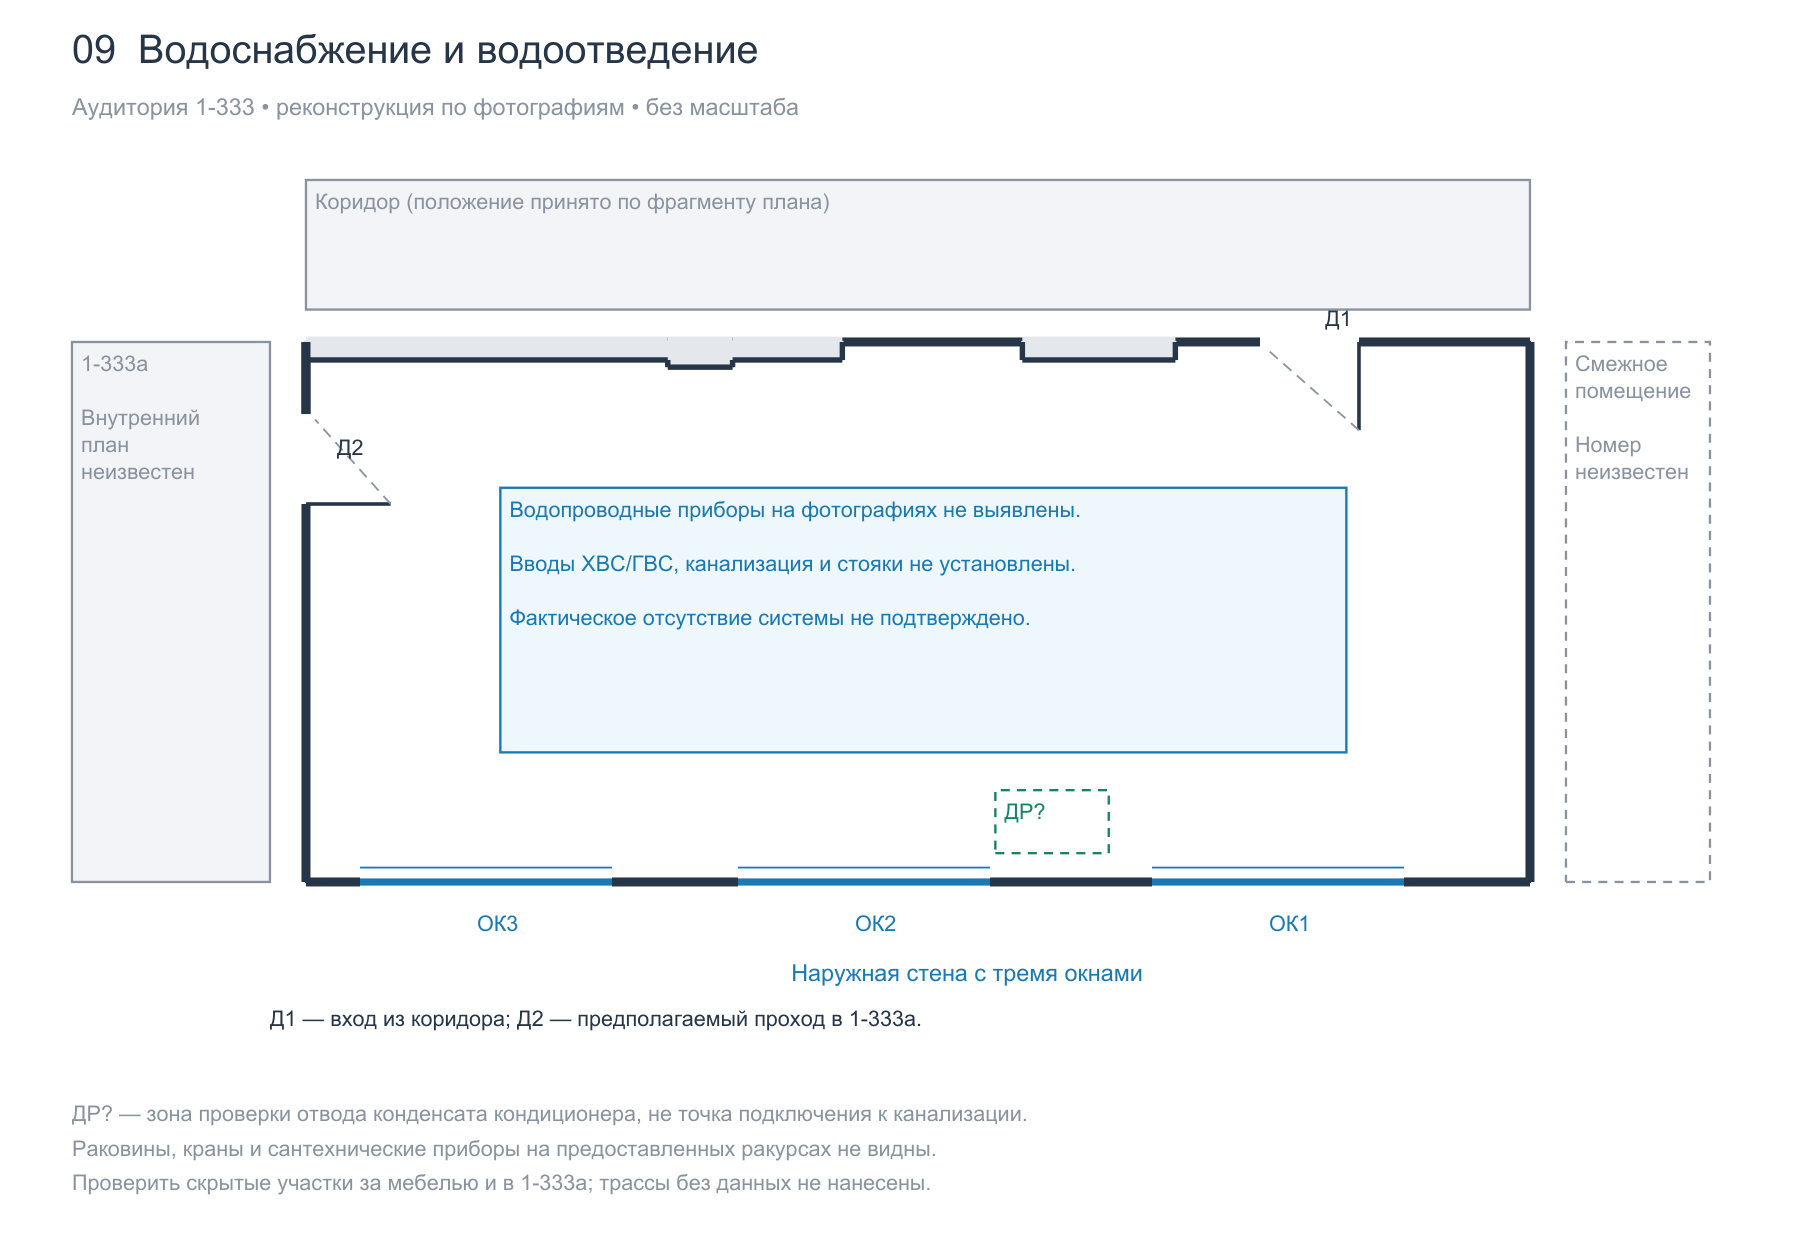 09 Водоснабжение и водоотведение
Аудитория 1-333 • реконструкция по фотографиям • без масштаба
Коридор (положение принято по фрагменту плана)
Д1
1-333а
Внутренний
план
неизвестен
Д2
Смежное
помещение
Номер
неизвестен
Водопроводные приборы на фотографиях не выявлены.
Вводы ХВС/ГВС, канализация и стояки не установлены.
Фактическое отсутствие системы не подтверждено.
ДР?
ОК3
ОК2
ОК1
Наружная стена с тремя окнами
Д1 — вход из коридора; Д2 — предполагаемый проход в 1-333а.
ДР? — зона проверки отвода конденсата кондиционера, не точка подключения к канализации.
Раковины, краны и сантехнические приборы на предоставленных ракурсах не видны.
Проверить скрытые участки за мебелью и в 1-333а; трассы без данных не нанесены.